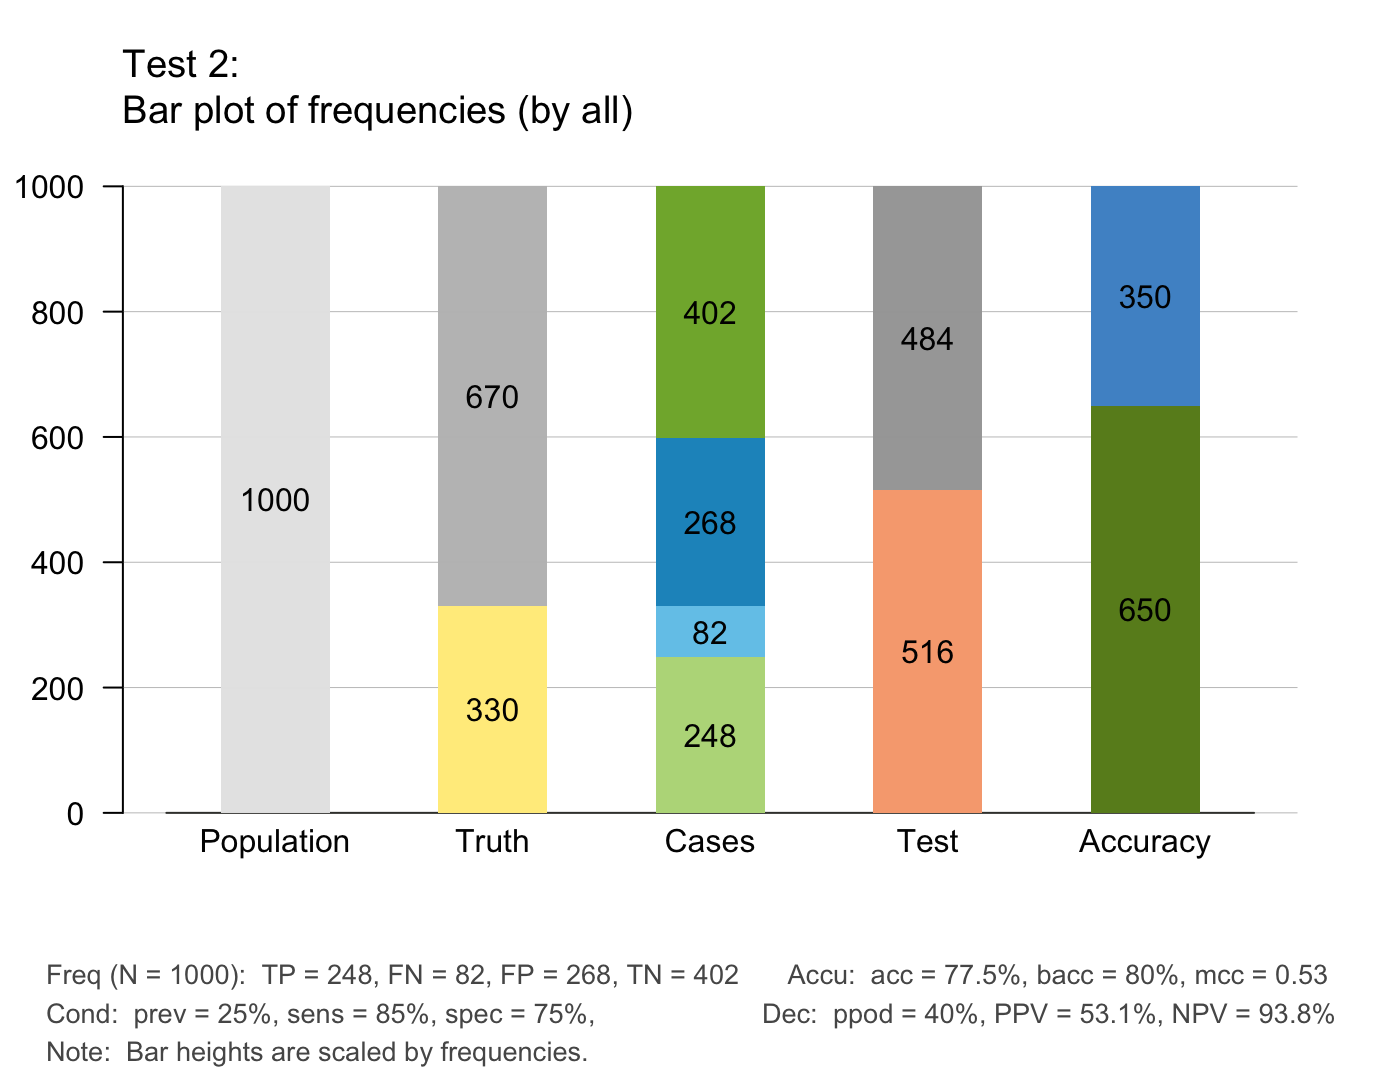 Test 2:
Bar plot of frequencies (by all)
1000
800
600
400
200
0
1000
670
330
402
268
82
248
484
516
350
650
Population Truth Cases Test Accuracy
Freq (N = 1000):  TP = 248, FN = 82, FP = 268, TN = 402 Accu:  acc = 77.5%, bacc = 80%, mcc = 0.53
Cond:  prev = 25%, sens = 85%, spec = 75%, Dec:  ppod = 40%, PPV = 53.1%, NPV = 93.8%
Note:  Bar heights are scaled by frequencies.